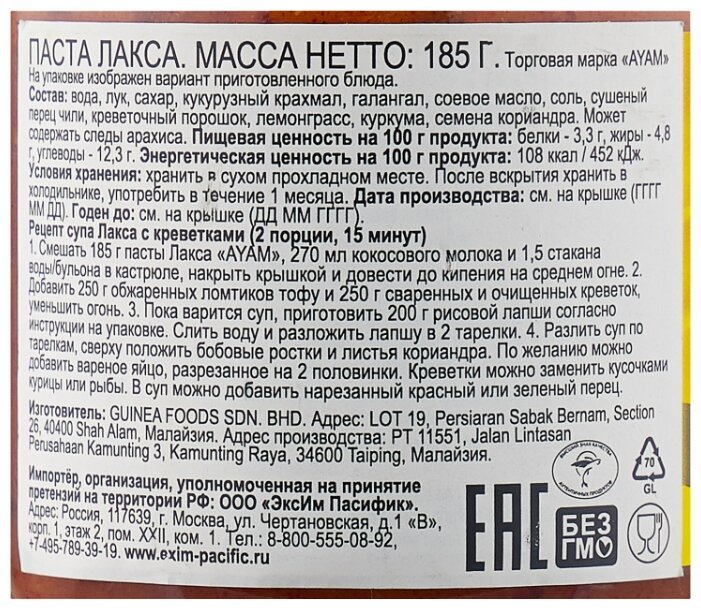 ПАСТА ЛАКСА. МАССА НЕТТО: 185 Г. Торговая марка «AYAM»
На упаковке изображен вариант приготовленного блюда.
Состав: вода, лук, сахар, кукурузный крахмал, галангал, соевое масло, соль, сушеный
перец чили, креветочный порошок, лемонграсс, куркума, семена кориандра. Может
содержать следы арахиса. Пищевая ценность на 100 г продукта: белки - 3,3 г, жиры - 4,8
г, углеводы - 12,3 г. Энергетическая ценность на 100 г продукта: 108 ккал / 452 кДж.
Условия хранения: хранить в сухом прохладном месте. После вскрытия хранить в
холодильнике, употребить в течение 1 месяца. Дата производства: см. на крышке (ГГГГ
ММ ДД). Годен до: см. на крышке (ДД ММ ГГГГ).
Рецепт супа Лакса с креветками (2 порции, 15 минут)
1. Смешать 185 г пасты Лакса «AYAM», 270 мл кокосового молока и 1,5 стакана
воды/бульона в кастрюле, накрыть крышкой и довести до кипения на среднем огне. 2.
Добавить 250 г обжаренных ломтиков тофу и 250 г сваренных и очищенных креветок,
уменьшить огонь. 3. Пока варится суп, приготовить 200 г рисовой лапши согласно
инструкции на упаковке. Слить воду и разложить лапшу в 2 тарелки. 4. Разлить суп по
тарелкам, сверху положить бобовые ростки и листья кориандра. По желанию можно
добавить вареное яйцо, разрезанное на 2 половинки. Креветки можно заменить кусочками
курицы или рыбы. В суп можно добавить нарезанный красный или зеленый перец.
Изготовитель: GUINEA FOODS SDN. BHD. Адрес: LOT 19, Persiaran Sabak Bernam, Section
26, 40400 Shah Alam, Малайзия. Адрес производства: PT 11551, Jalan Lintasan
Perusahaan Kamunting 3, Kamunting Raya, 34600 Taiping, Малайзия.
Импортёр, организация, уполномоченная на принятие
претензий на территории РФ: ООО «ЭксИм Пасифик».
Адрес: Россия, 117639, г. Москва, ул. Чертановская, д.1 «В»,
корп. 1, этаж 2, пом. XXII, ком. 1. Тел.: 8-800-555-08-92,
+7-495-789-39-19. www.exim-pacific.ru
EAC
БЕЗ
ГМО
70
GL